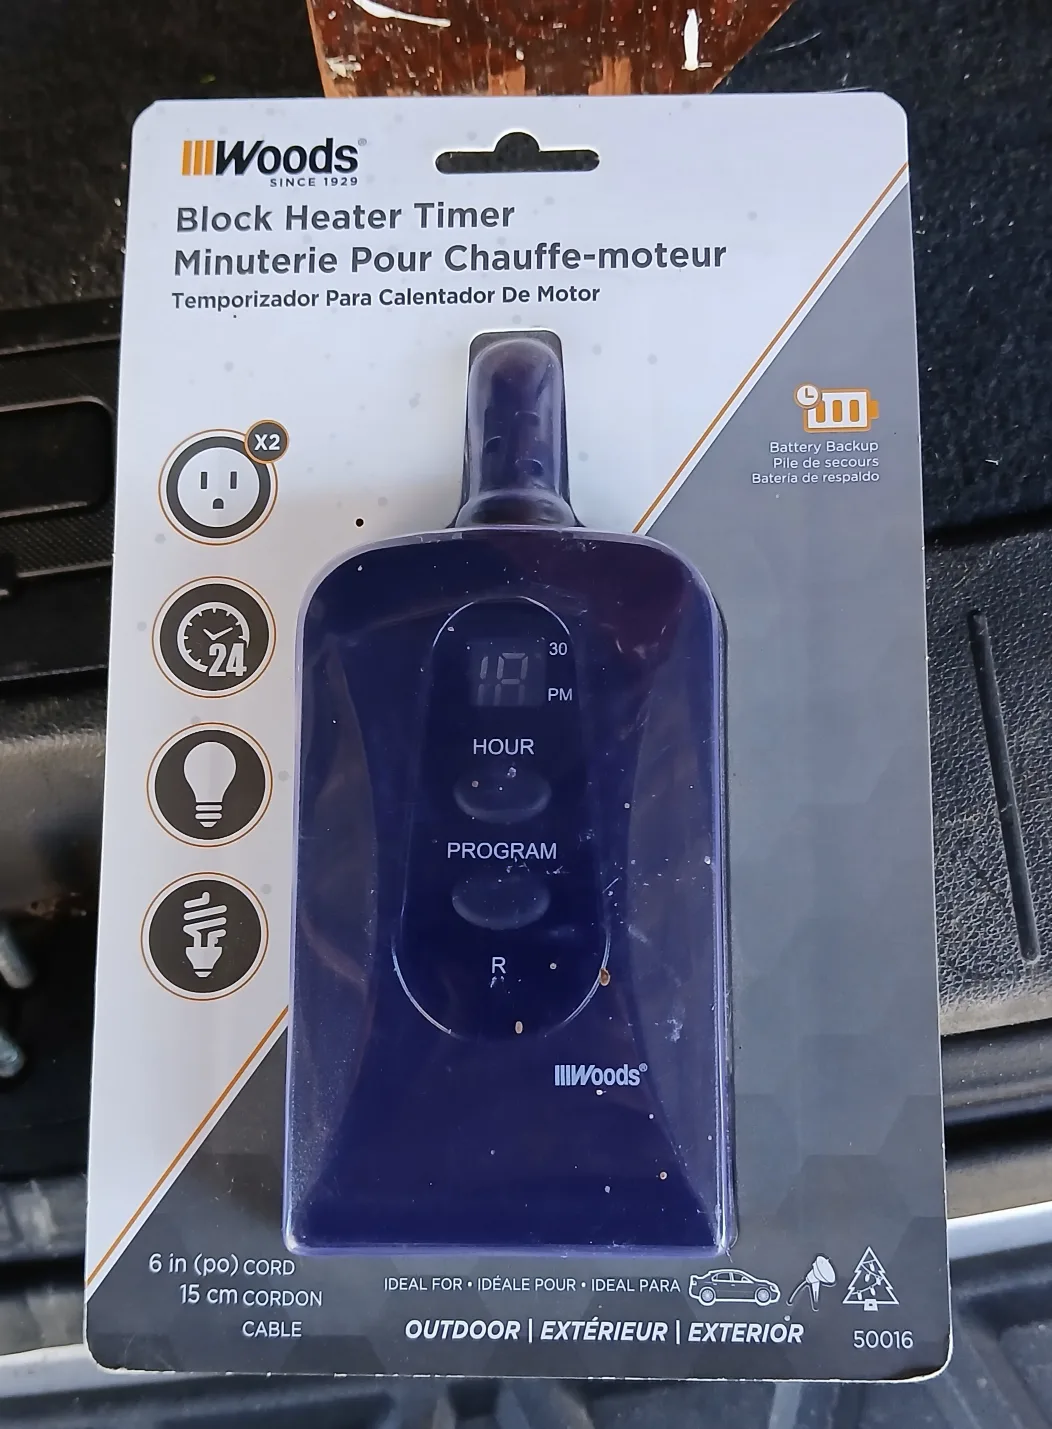 Woods®
SINCE 1929
Block Heater Timer
Minuterie Pour Chauffe-moteur
Temporizador Para Calentador De Motor
X2
24
Battery Backup
Pile de secours
Bateria de respaldo
30
PM
HOUR
PROGRAM
R
Woods®
6 in (po) CORD
15 cm CORDON
CABLE
IDEAL FOR • IDÉALE POUR • IDEAL PARA
OUTDOOR | EXTÉRIEUR | EXTERIOR
50016